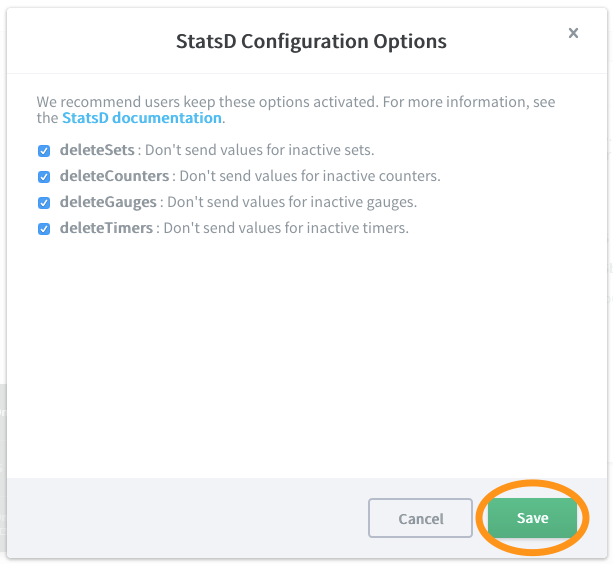 StatsD Configuration Options
x
We recommend users keep these options activated. For more information, see
the StatsD documentation.
deleteSets : Don't send values for inactive sets.
deleteCounters : Don't send values for inactive counters.
deleteGauges : Don't send values for inactive gauges.
deleteTimers : Don't send values for inactive timers.
Cancel
Save